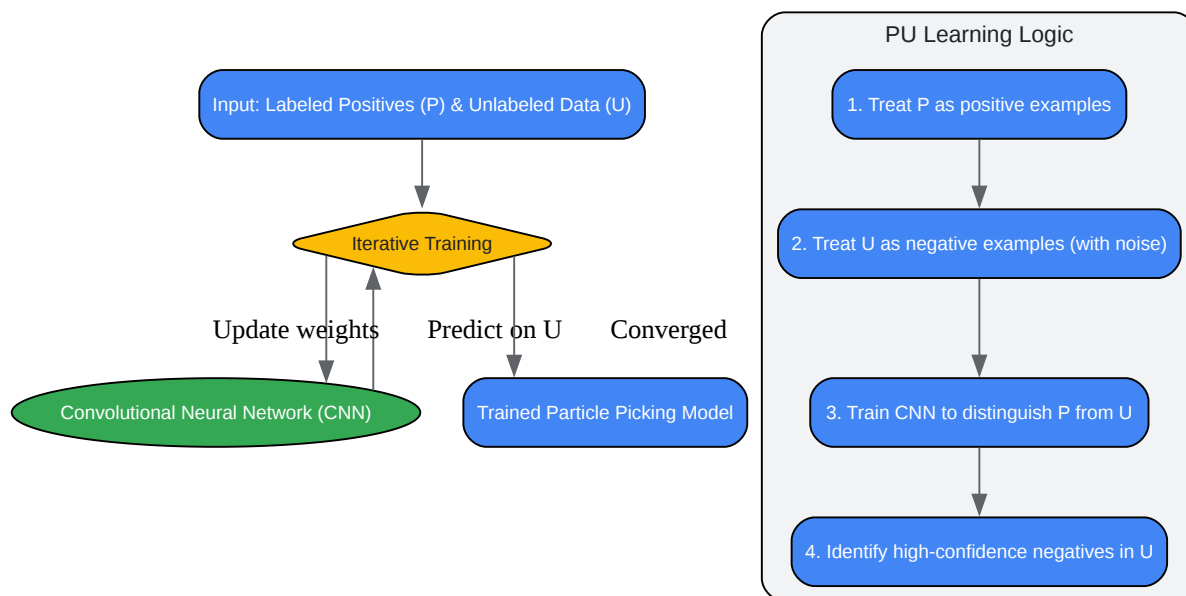 Input: Labeled Positives (P) & Unlabeled Data (U)
Iterative Training
Update weights
Predict on U
Converged
Convolutional Neural Network (CNN)
Trained Particle Picking Model
PU Learning Logic
1. Treat P as positive examples
2. Treat U as negative examples (with noise)
3. Train CNN to distinguish P from U
4. Identify high-confidence negatives in U